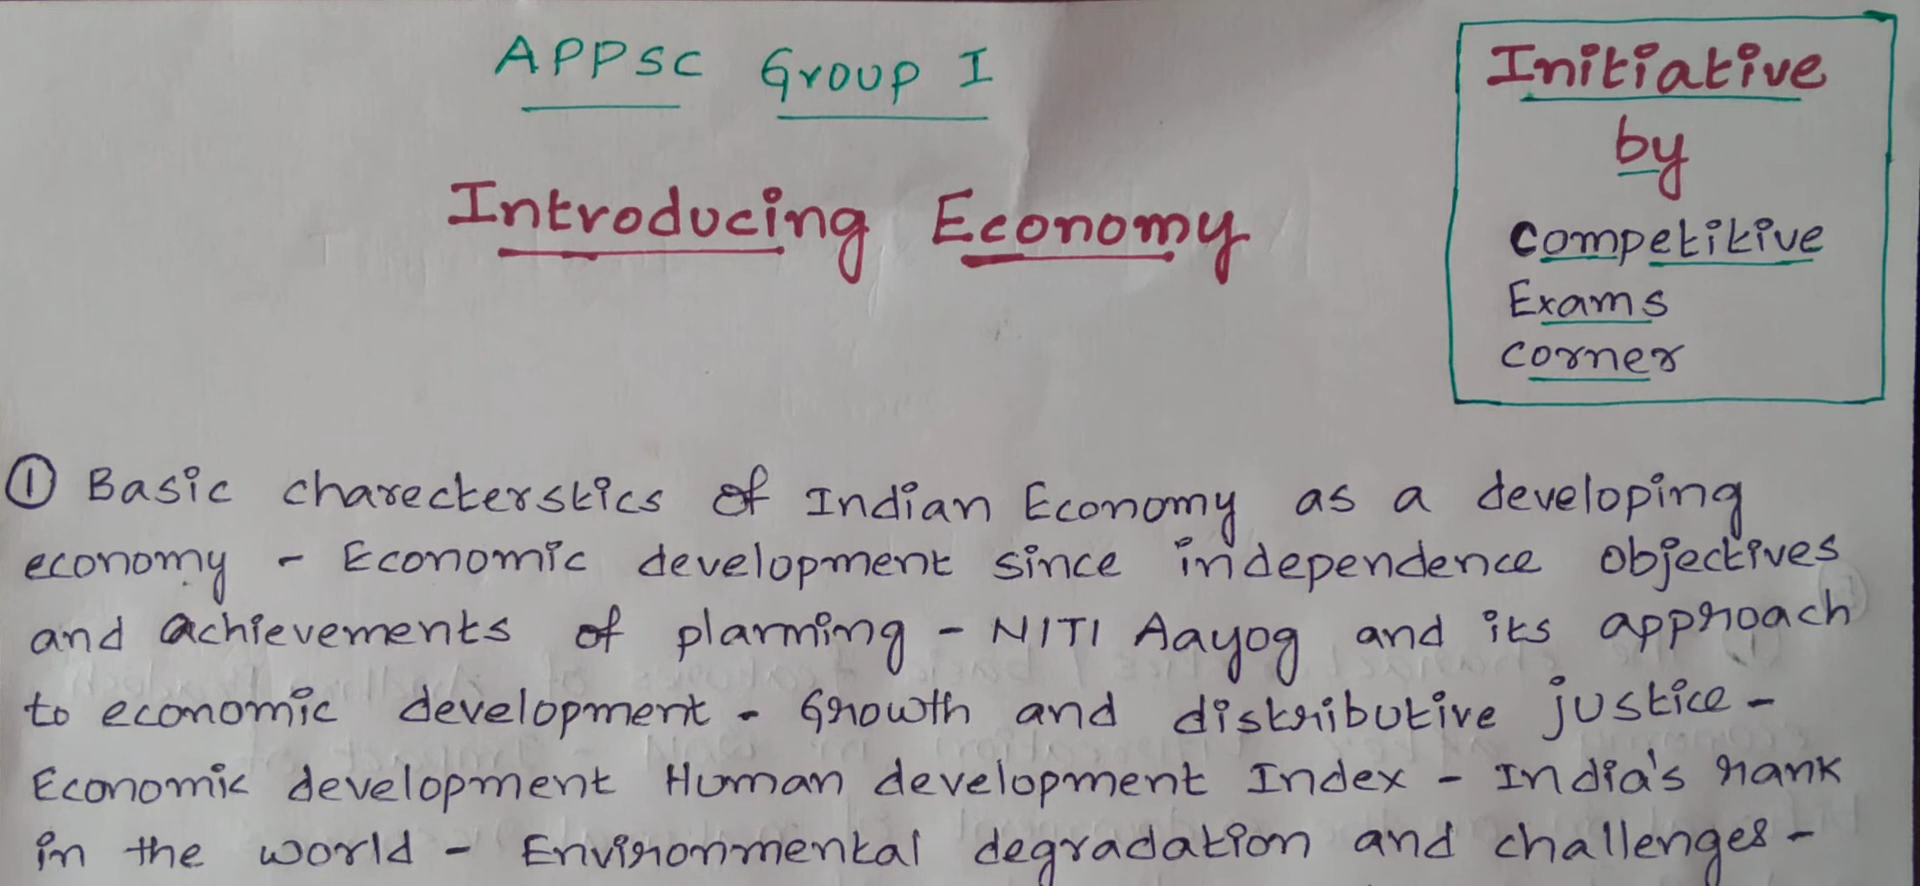 APPSC Group I
Introducing Economy
Initiative
by
Competitive
Exams
corner
① Basic charecterstics of Indian Economy as a developing
economy - Economic development since independence objectives
and achievements of planning - NITI Aayog and its approach
to economic development - Growth and distributive justice -
Economic development Human development Index - India's rank
in the world - Environmental degradation and challenges -